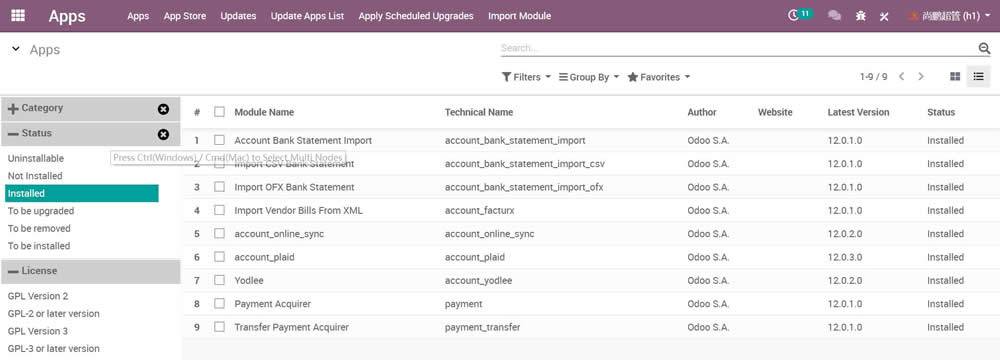 Apps Apps App Store Updates Update Apps List Apply Scheduled Upgrades Import Module 11 尚鹏超管 (h1)
Apps Search...
Filters Group By Favorites 1-9 / 9
Category
Status
Uninstallable
Press Ctrl(Windows) / Cmd(Mac) to Select Multi Nodes
Not Installed
Installed
To be upgraded
To be removed
To be installed
License
GPL Version 2
GPL-2 or later version
GPL Version 3
GPL-3 or later version
# Module Name Technical Name Author Website Latest Version Status
1 Account Bank Statement Import account_bank_statement_import Odoo S.A. 12.0.1.0 Installed
2 Import CSV Bank Statement account_bank_statement_import_csv Odoo S.A. 12.0.1.0 Installed
3 Import OFX Bank Statement account_bank_statement_import_ofx Odoo S.A. 12.0.1.0 Installed
4 Import Vendor Bills From XML account_facturx Odoo S.A. 12.0.1.0 Installed
5 account_online_sync account_online_sync Odoo S.A. 12.0.2.0 Installed
6 account_plaid account_plaid Odoo S.A. 12.0.3.0 Installed
7 Yodlee account_yodlee Odoo S.A. 12.0.2.0 Installed
8 Payment Acquirer payment Odoo S.A. 12.0.1.0 Installed
9 Transfer Payment Acquirer payment_transfer Odoo S.A. 12.0.1.0 Installed